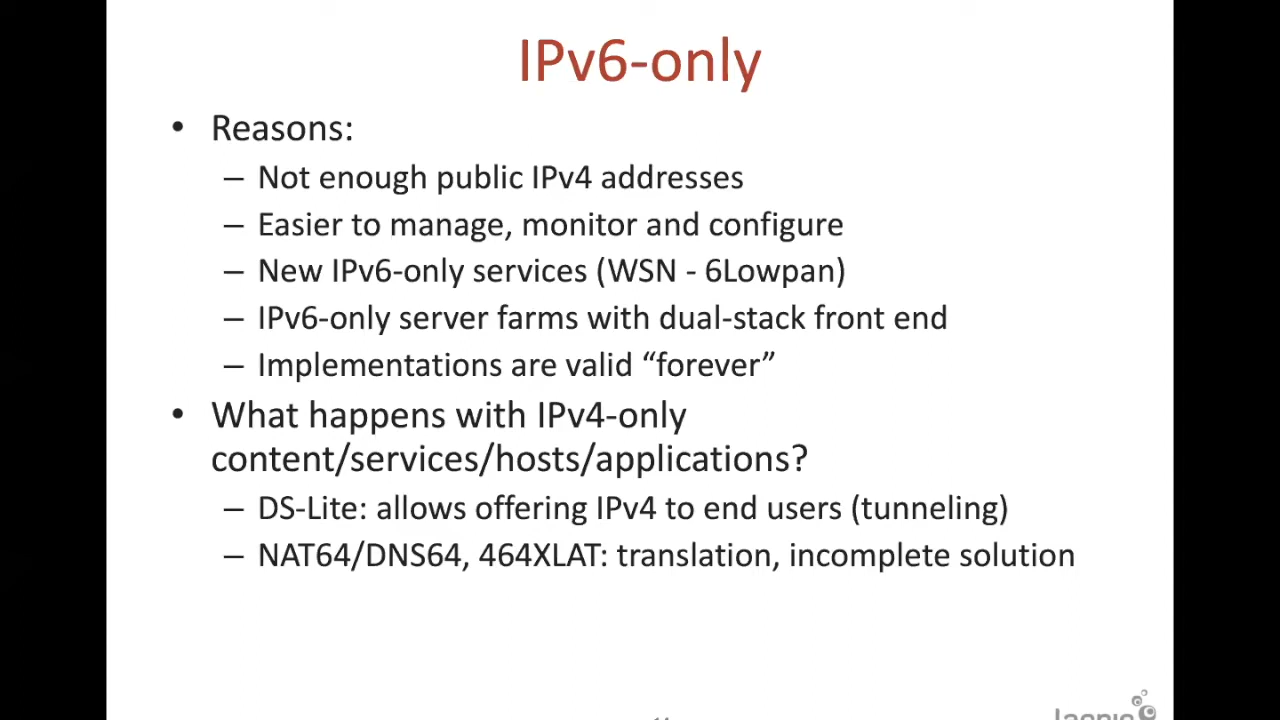 IPv6-only
• Reasons:
– Not enough public IPv4 addresses
– Easier to manage, monitor and configure
– New IPv6-only services (WSN - 6Lowpan)
– IPv6-only server farms with dual-stack front end
– Implementations are valid “forever”
• What happens with IPv4-only
content/services/hosts/applications?
– DS-Lite: allows offering IPv4 to end users (tunneling)
– NAT64/DNS64, 464XLAT: translation, incomplete solution